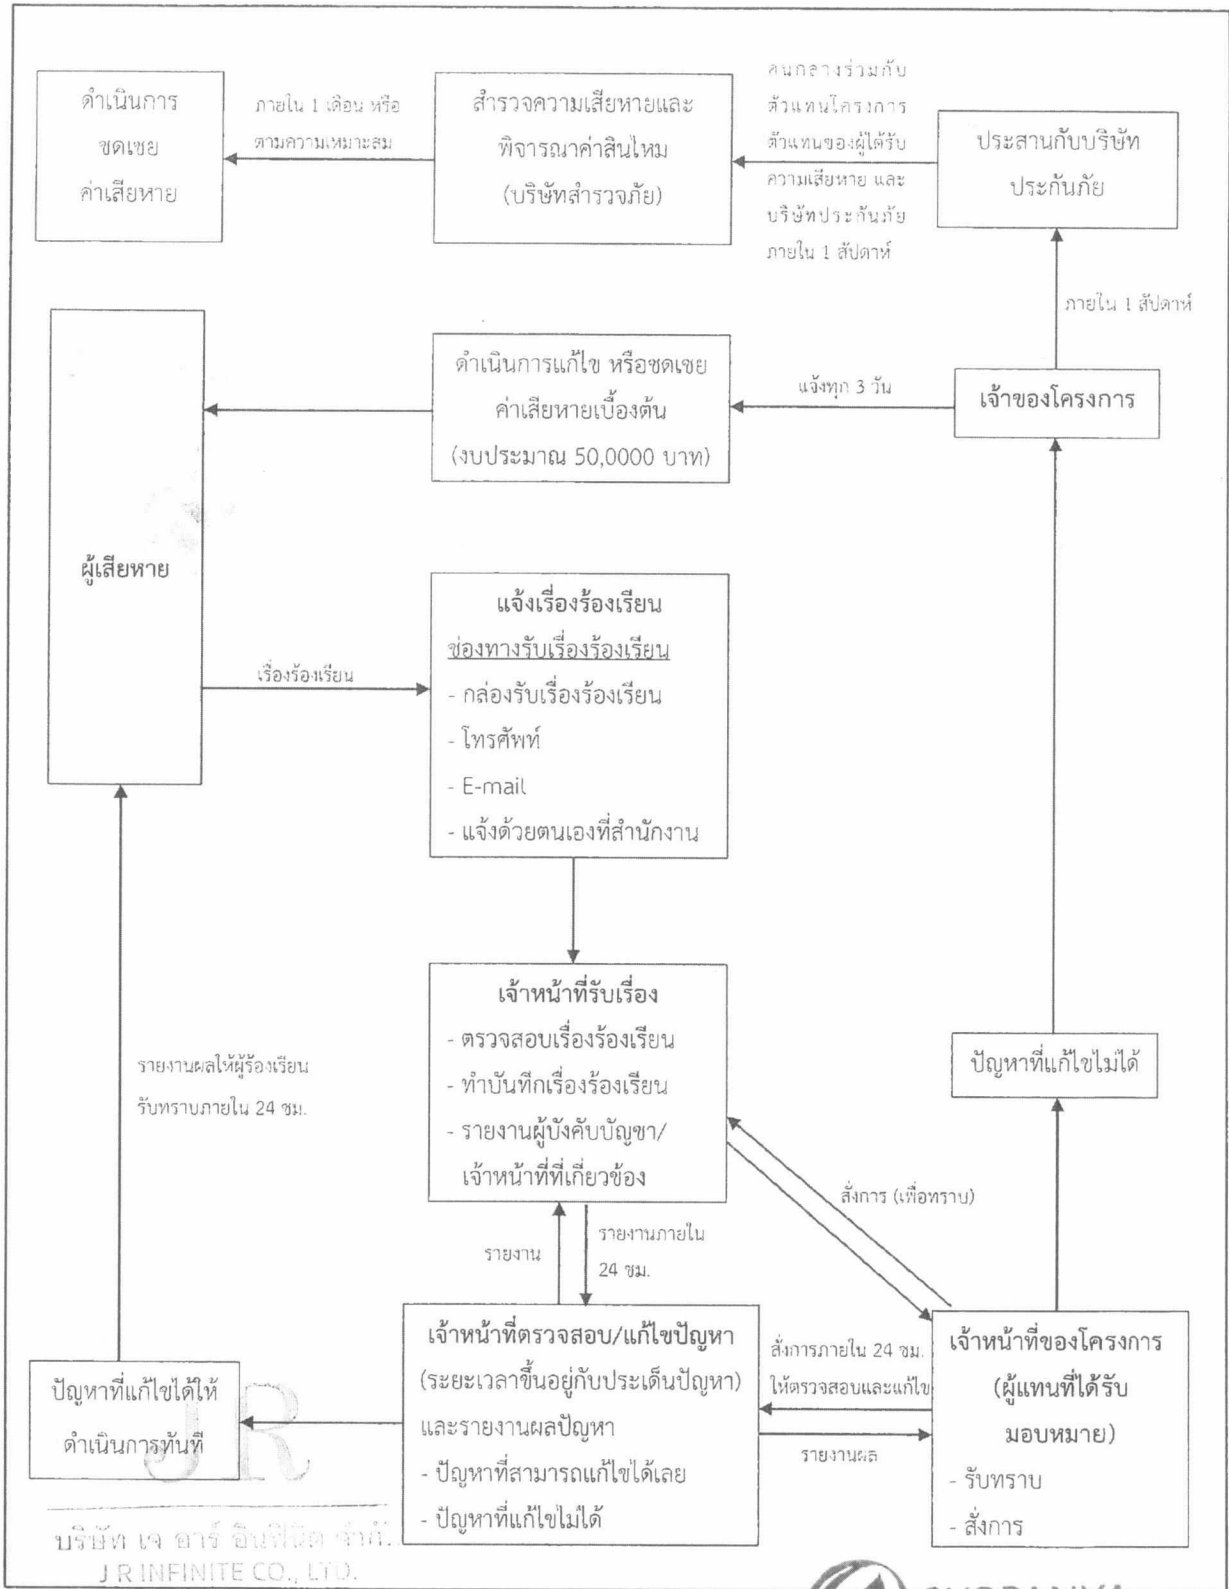 ดำเนินการ
ชดเชย
ค่าเสียหาย
ภายใน 1 เดือน หรือ
ตามความเหมาะสม
สำรวจความเสียหายและ
พิจารณาค่าสินไหม
(บริษัทสำรวจภัย)
คนกลางร่วมกับ
ตัวแทนโครงการ
ตัวแทนของผู้ได้รับ
ความเสียหาย และ
บริษัทประกันภัย
ภายใน 1 สัปดาห์
ประสานกับบริษัท
ประกันภัย
ภายใน 1 สัปดาห์
ผู้เสียหาย
ดำเนินการแก้ไข หรือชดเชย
ค่าเสียหายเบื้องต้น
(งบประมาณ 50,0000 บาท)
แจ้งทุก 3 วัน
เจ้าของโครงการ
เรื่องร้องเรียน
แจ้งเรื่องร้องเรียน
ช่องทางรับเรื่องร้องเรียน
- กล่องรับเรื่องร้องเรียน
- โทรศัพท์
- E-mail
- แจ้งด้วยตนเองที่สำนักงาน
เจ้าหน้าที่รับเรื่อง
- ตรวจสอบเรื่องร้องเรียน
- ทำบันทึกเรื่องร้องเรียน
- รายงานผู้บังคับบัญชา/
เจ้าหน้าที่ที่เกี่ยวข้อง
รายงานผลให้ผู้ร้องเรียน
รับทราบภายใน 24 ชม.
ปัญหาที่แก้ไขไม่ได้
สั่งการ (เพื่อทราบ)
รายงาน
รายงานภายใน
24 ชม.
ปัญหาที่แก้ไขได้ให้
ดำเนินการทันที
เจ้าหน้าที่ตรวจสอบ/แก้ไขปัญหา
(ระยะเวลาขึ้นอยู่กับประเด็นปัญหา)
และรายงานผลปัญหา
- ปัญหาที่สามารถแก้ไขได้เลย
- ปัญหาที่แก้ไขไม่ได้
สั่งการภายใน 24 ชม.
ให้ตรวจสอบและแก้ไข
รายงานผล
เจ้าหน้าที่ของโครงการ
(ผู้แทนที่ได้รับ
มอบหมาย)
- รับทราบ
- สั่งการ
J R
บริษัท เจ อาร์ อินฟินิต จำกัด
J R INFINITE CO., LTD.